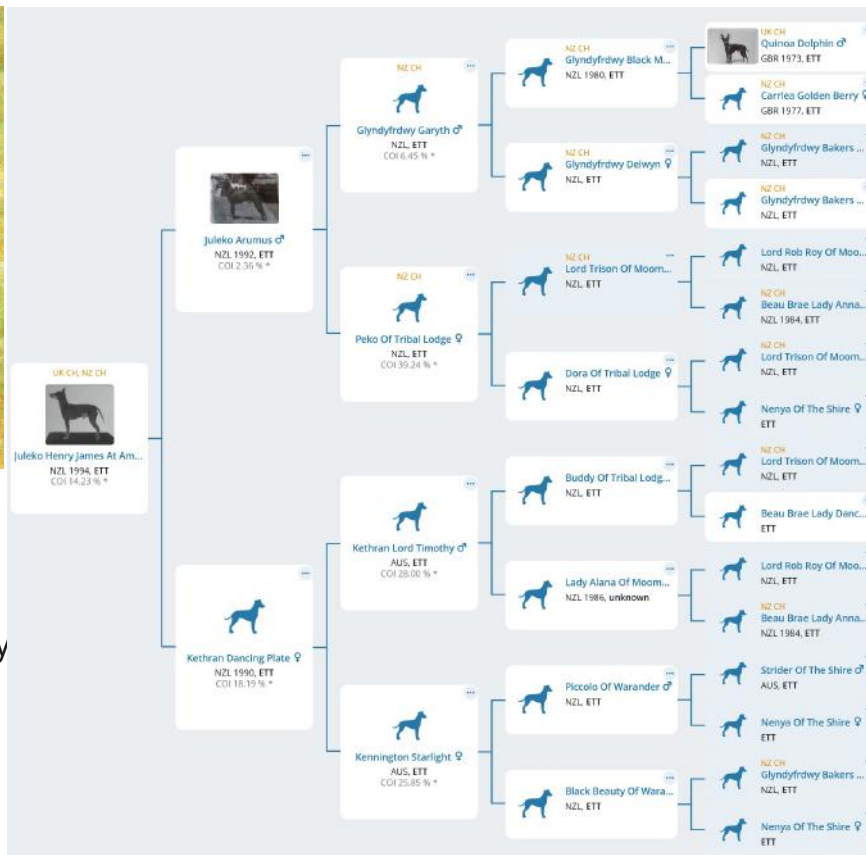 UK CH, NZ CH
Juleko Henry James At Am...
NZL 1994, ETT
COI 14.23 % *
Juleko Arumus ♂
NZL 1992, ETT
COI 2.36 % *
Kethran Dancing Plate ♀
NZL 1990, ETT
COI 18.19 % *
NZ CH
Glyndyfrdwy Garyth ♂
NZL, ETT
COI 6.45 % *
NZ CH
Peko Of Tribal Lodge ♀
NZL, ETT
COI 39.24 % *
Kethran Lord Timothy ♂
AUS, ETT
COI 28.00 % *
Kennington Starlight ♀
AUS, ETT
COI 25.85 % *
NZ CH
Glyndyfrdwy Black M...
NZL 1980, ETT
NZ CH
Glyndyfrdwy Delwyn ♀
NZL, ETT
NZ CH
Lord Trison Of Moom...
NZL, ETT
Dora Of Tribal Lodge ♀
NZL, ETT
Buddy Of Tribal Lodg...
NZL, ETT
Lady Alana Of Moom...
NZL 1986, unknown
Piccolo Of Warander ♂
NZL, ETT
Black Beauty Of Wara...
NZL, ETT
UK CH
Quinoa Dolphin ♂
GBR 1973, ETT
NZ CH
Carrlea Golden Berry ♀
GBR 1977, ETT
NZ CH
Glyndyfrdwy Bakers ...
NZL, ETT
NZ CH
Glyndyfrdwy Bakers ...
NZL, ETT
Lord Rob Roy Of Moo...
NZL, ETT
NZ CH
Beau Brae Lady Anna...
NZL 1984, ETT
NZ CH
Lord Trison Of Moom...
NZL, ETT
Nenya Of The Shire ♀
ETT
NZ CH
Lord Trison Of Moom...
NZL, ETT
Beau Brae Lady Danc...
ETT
Lord Rob Roy Of Moo...
NZL, ETT
NZ CH
Beau Brae Lady Anna...
NZL 1984, ETT
Strider Of The Shire ♂
AUS, ETT
Nenya Of The Shire ♀
ETT
NZ CH
Glyndyfrdwy Bakers ...
NZL, ETT
Nenya Of The Shire ♀
ETT
y